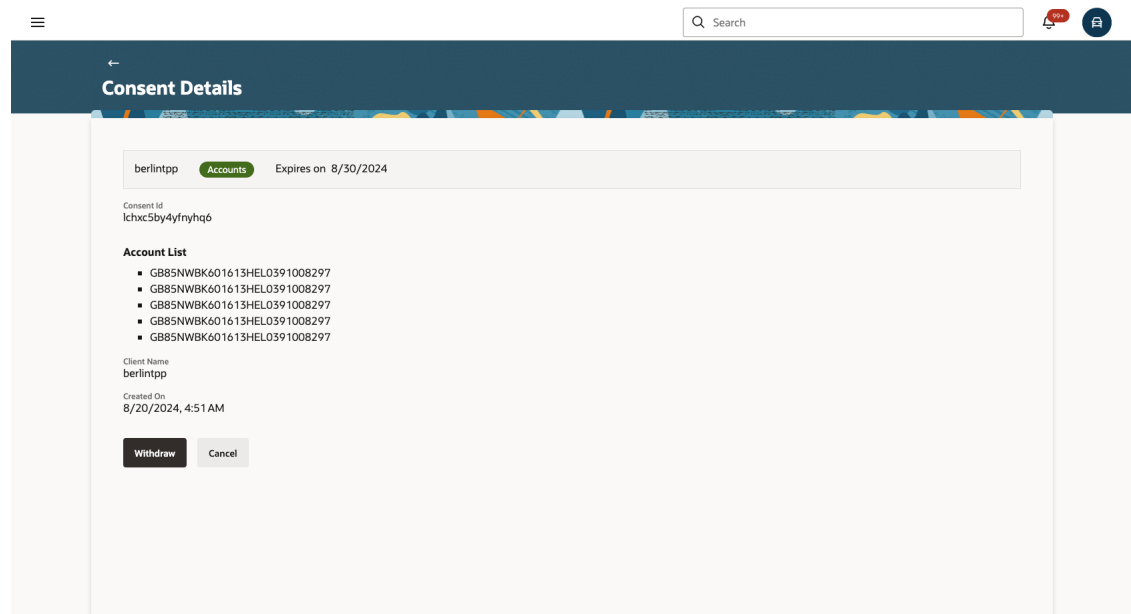 Search
99+
Consent Details
berlintpp Accounts Expires on 8/30/2024
Consent Id
lchxc5by4yfnyhq6
Account List
GB85NWBK601613HEL0391008297
GB85NWBK601613HEL0391008297
GB85NWBK601613HEL0391008297
GB85NWBK601613HEL0391008297
GB85NWBK601613HEL0391008297
Client Name
berlintpp
Created On
8/20/2024, 4:51 AM
Withdraw Cancel